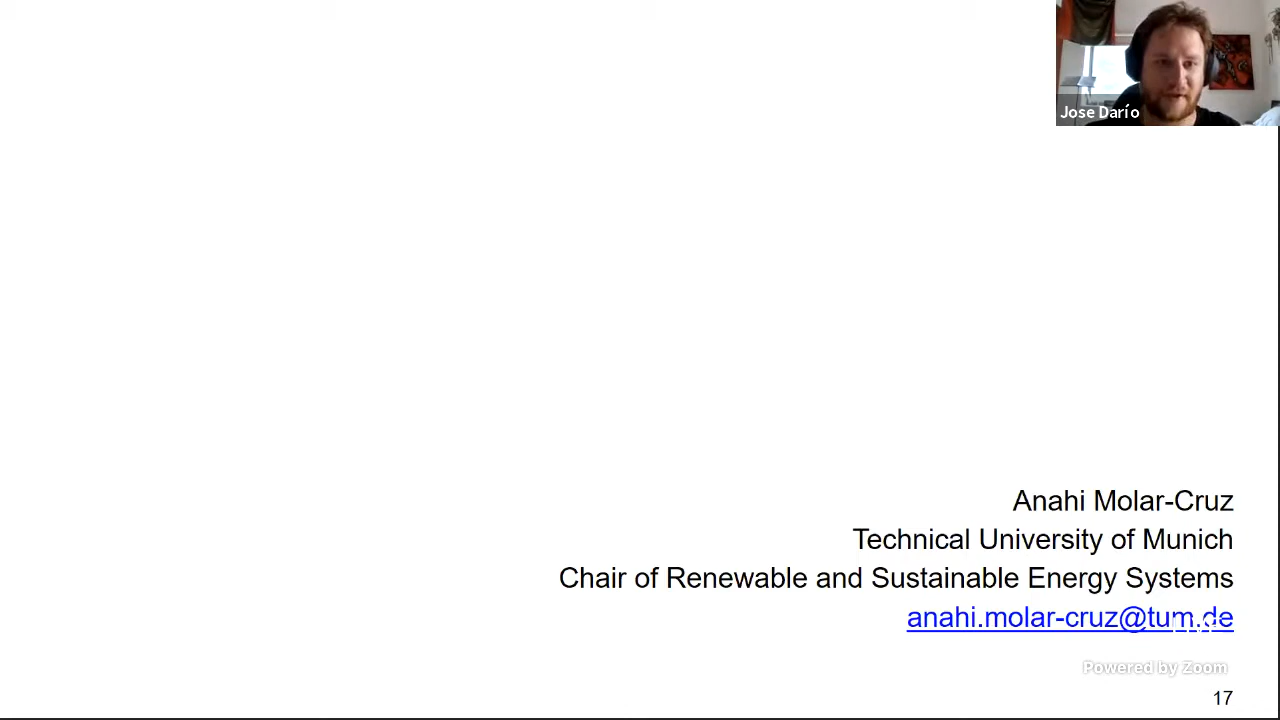 Jose Darío
Anahi Molar-Cruz
Technical University of Munich
Chair of Renewable and Sustainable Energy Systems
anahi.molar-cruz@tum.de
LIVE
Powered by Zoom
17